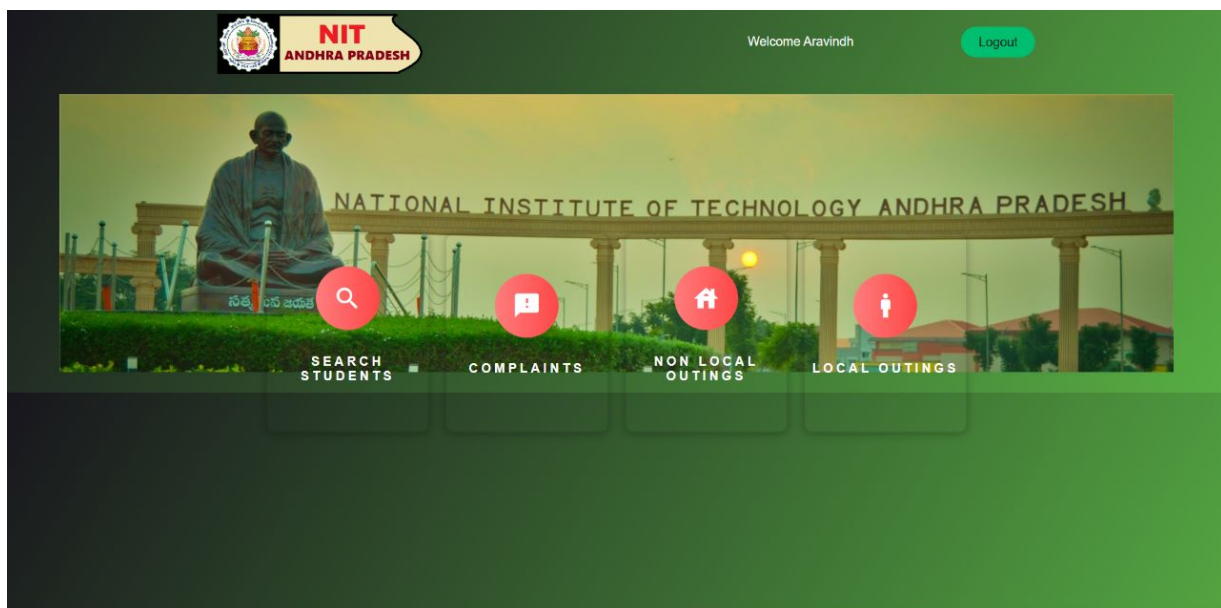 NIT
ANDHRA PRADESH
Welcome Aravindh
Logout
NATIONAL INSTITUTE OF TECHNOLOGY ANDHRA PRADESH
SEARCH
STUDENTS
COMPLAINTS
NON LOCAL
OUTINGS
LOCAL OUTINGS